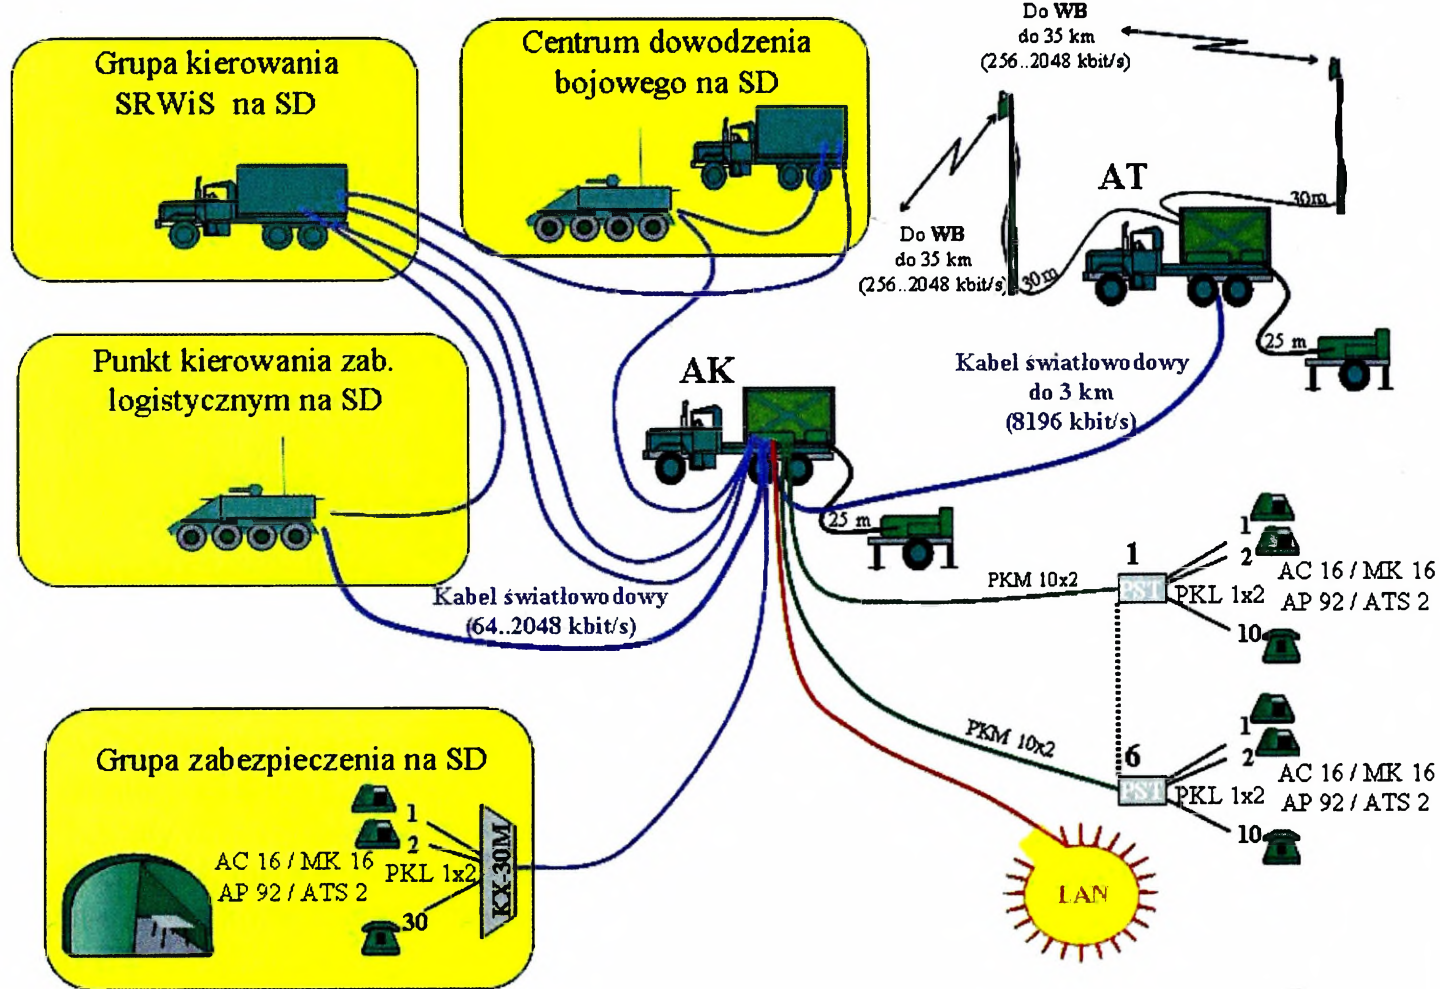 Grupa kierowania
SRWiS na SD
Centrum dowodzenia
bojowego na SD
Do WB
do 35 km
(256..2048 kbit/s)
AT
30m
Do WB
do 35 km
(256..2048 kbit/s)
30m
25 m
Punkt kierowania zab.
logistycznym na SD
AK
Kabel światłowodowy
do 3 km
(8196 kbit/s)
25 m
Kabel światłowodowy
(64..2048 kbit/s)
PKM 10x2
1
PST
1
2
PKL 1x2
10
AC 16 / MK 16
AP 92 / ATS 2
PKM 10x2
6
PST
1
2
PKL 1x2
10
AC 16 / MK 16
AP 92 / ATS 2
Grupa zabezpieczenia na SD
1
2
AC 16 / MK 16
AP 92 / ATS 2
PKL 1x2
30
KX-30M
LAN